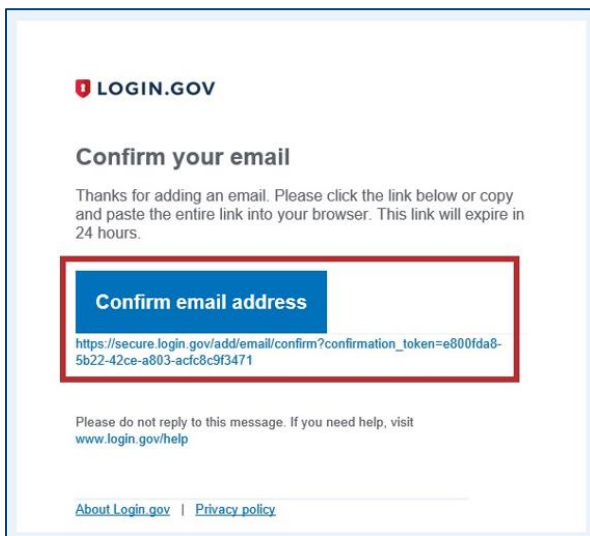 LOGIN.GOV
Confirm your email
Thanks for adding an email. Please click the link below or copy
and paste the entire link into your browser. This link will expire in
24 hours.
Confirm email address
https://secure.login.gov/add/email/confirm?confirmation_token=e800fda8-
5b22-42ce-a803-acfc8c9f3471
Please do not reply to this message. If you need help, visit
www.login.gov/help
About Login.gov | Privacy policy